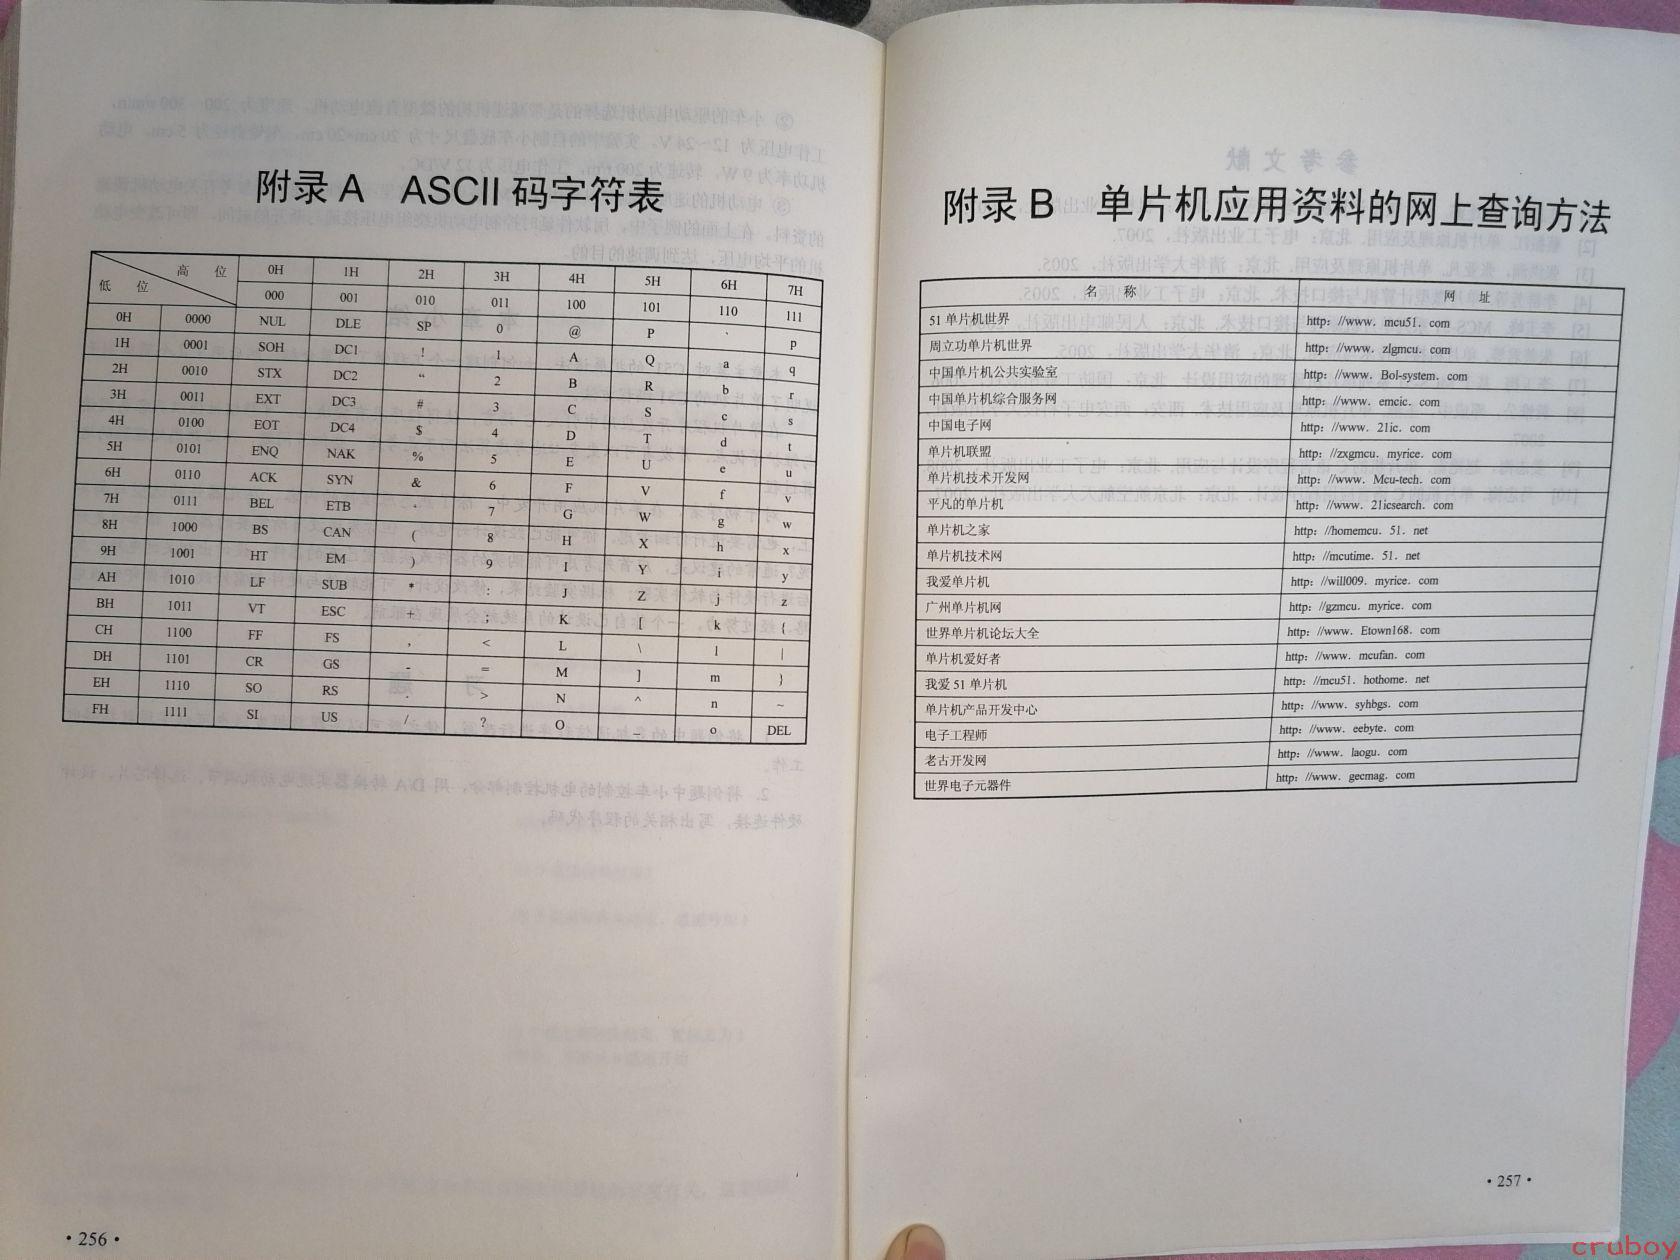 附录 A ASCII 码字符表
高 位 0H 1H 2H 3H 4H 5H 6H 7H
低 位 000 001 010 011 100 101 110 111
0H 0000 NUL DLE SP 0 @ P ` p
1H 0001 SOH DC1 ! 1 A Q a q
2H 0010 STX DC2 “ 2 B R b r
3H 0011 EXT DC3 # 3 C S c s
4H 0100 EOT DC4 $ 4 D T d t
5H 0101 ENQ NAK % 5 E U e u
6H 0110 ACK SYN & 6 F V f v
7H 0111 BEL ETB 7 G W g w
8H 1000 BS CAN ( 8 H X h x
9H 1001 HT EM ) 9 I Y i y
AH 1010 LF SUB * : J Z j z
BH 1011 VT ESC + ; K [ k {
CH 1100 FF FS , < L \ l |
DH 1101 CR GS - = M ] m }
EH 1110 SO RS . > N ^ n ~
FH 1111 SI US / ? O _ o DEL
·256·
附录 B 单片机应用资料的网上查询方法
名 称 网 址
51 单片机世界 http: //www. mcu51. com
周立功单片机世界 http: //www. zlgmcu. com
中国单片机公共实验室 http: //www. Bol-system. com
中国单片机综合服务网 http: //www. emcic. com
中国电子网 http: //www. 21ic. com
单片机联盟 http: //zxgmcu. myrice. com
单片机技术开发网 http: //www. Mcu-tech. com
平凡的单片机 http: //www. 21icsearch. com
单片机之家 http: //homemcu. 51. net
单片机技术网 http: //mcutime. 51. net
我爱单片机 http: //will009. myrice. com
广州单片机网 http: //gzmcu. myrice. com
世界单片机论坛大全 http: //www. Etown168. com
单片机爱好者 http: //www. mcufan. com
我爱 51 单片机 http: //mcu51. hothome. net
单片机产品开发中心 http: //www. syhbgs. com
电子工程师 http: //www. eebyte. com
老古开发网 http: //www. laogu. com
世界电子元器件 http: //www. gecmag. com
·257·
cruboy